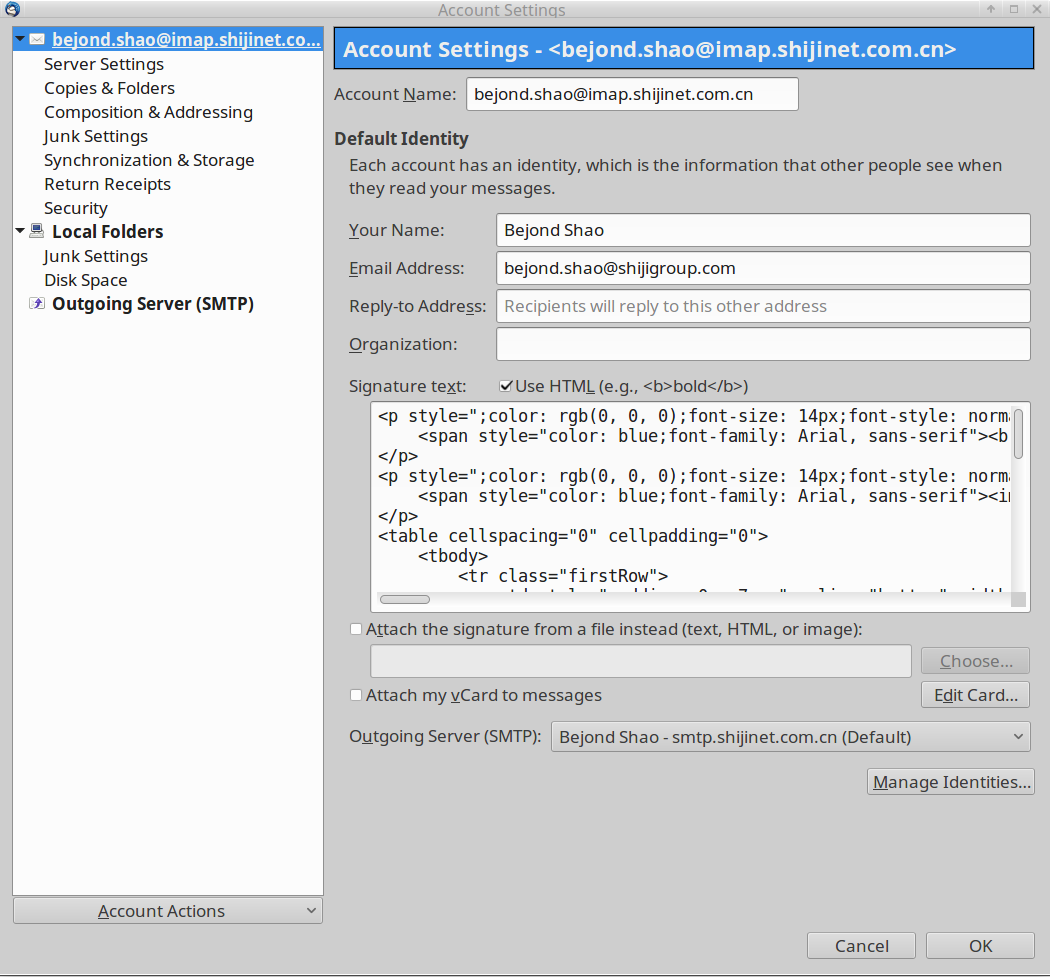 Account Settings
bejond.shao@imap.shijinet.co...
Server Settings
Copies & Folders
Composition & Addressing
Junk Settings
Synchronization & Storage
Return Receipts
Security
Local Folders
Junk Settings
Disk Space
Outgoing Server (SMTP)
Account Actions
Account Settings - <bejond.shao@imap.shijinet.com.cn>
Account Name: bejond.shao@imap.shijinet.com.cn
Default Identity
Each account has an identity, which is the information that other people see when
they read your messages.
Your Name: Bejond Shao
Email Address: bejond.shao@shijigroup.com
Reply-to Address: Recipients will reply to this other address
Organization:
Signature text: Use HTML (e.g., <b>bold</b>)
<p style=";color: rgb(0, 0, 0);font-size: 14px;font-style: norma
<span style="color: blue;font-family: Arial, sans-serif"><b
</p>
<p style=";color: rgb(0, 0, 0);font-size: 14px;font-style: norma
<span style="color: blue;font-family: Arial, sans-serif"><i
</p>
<table cellspacing="0" cellpadding="0">
<tbody>
<tr class="firstRow">
Attach the signature from a file instead (text, HTML, or image):
Choose...
Attach my vCard to messages
Edit Card...
Outgoing Server (SMTP): Bejond Shao - smtp.shijinet.com.cn (Default)
Manage Identities...
Cancel OK